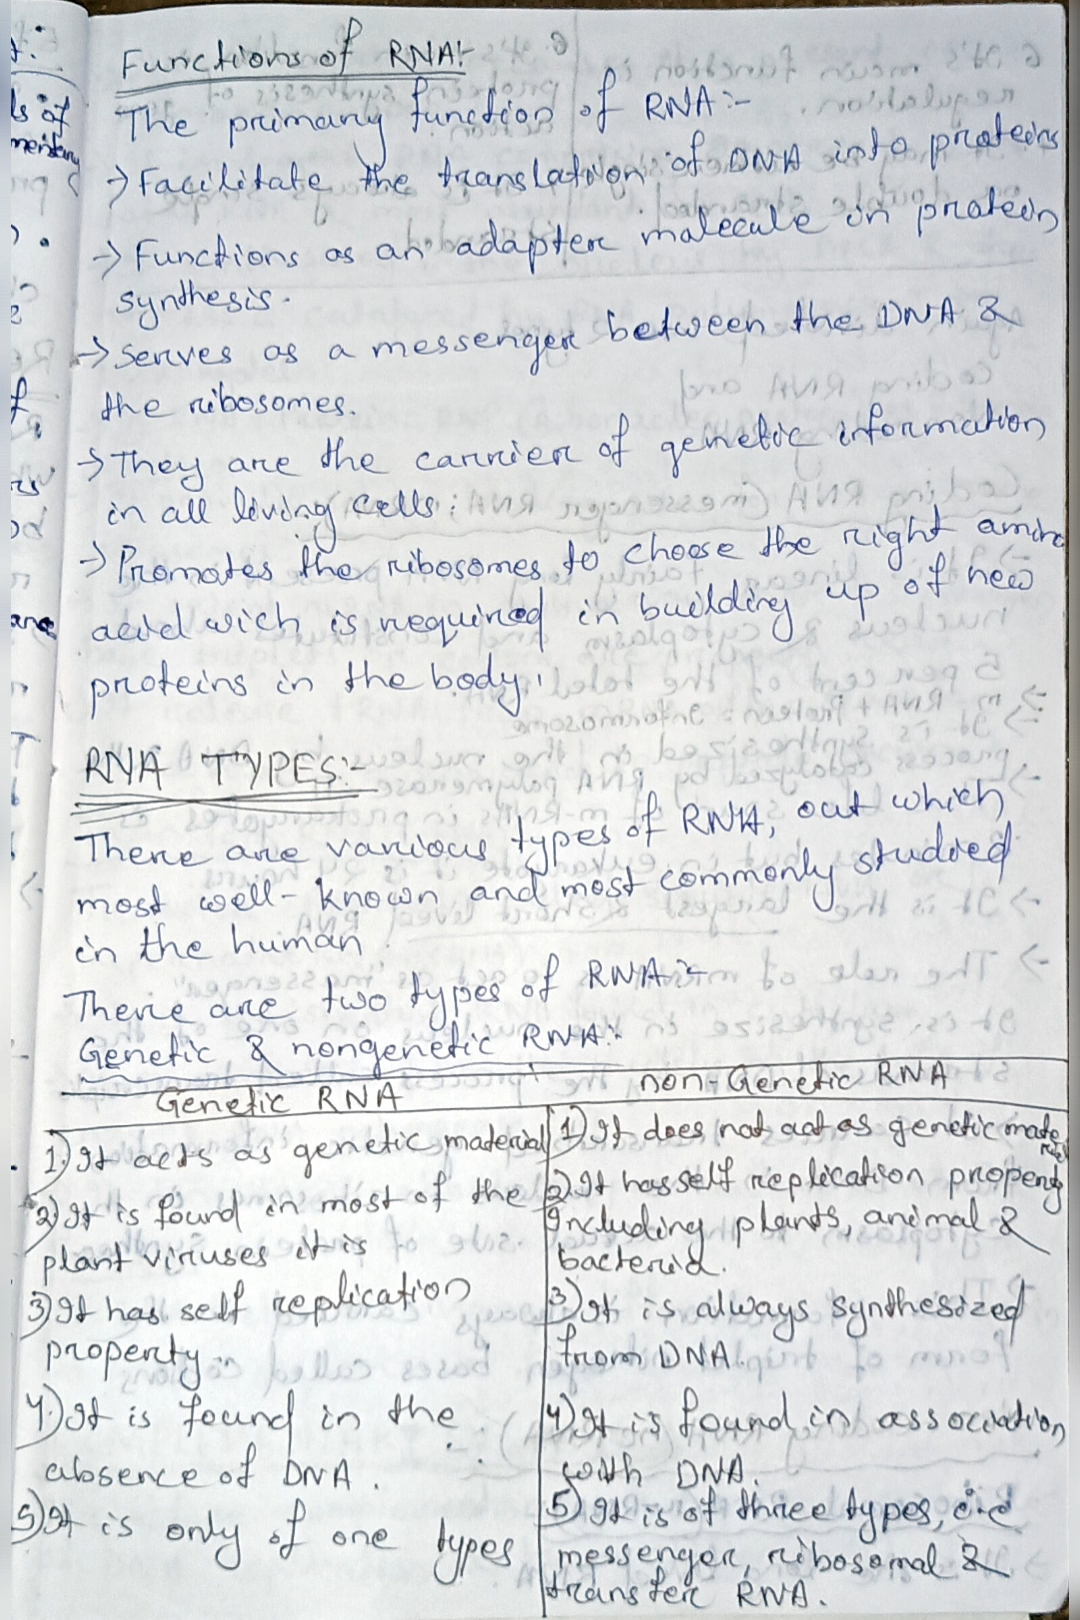 Functions of RNA:-
The primary function of RNA:-
→ Facilitate the translation of DNA into proteins
→ Functions as an adapter malecule in protein
synthesis.
→ Serves as a messenger between the DNA &
the ribosomes.
→ They are the carrier of genetic information
in all living cells.
→ Promates the ribosomes to choose the right amino
acid wich is required in building up of new
proteins in the body.
RNA TYPES:-
There are various types of RNA, out which
most well-known and most commonly studied
in the human
There are two types of RNA:-
Genetic & nongenetic RNA:-
Genetic RNA
1) It acts as genetic material
2) It is found in most of the
plant viruses it is
3) It has self replication
property.
4) It is found in the
absence of DNA.
5) It is only of one types
non-Genetic RNA
1) It does not act as genetic material
2) It has self replication property
Including plants, animal &
bacteria.
3) It is always synthesized
from DNA.
4) It is found in association
with DNA.
5) It is of three types, i.e
messenger, ribosomal &
transfer RNA.